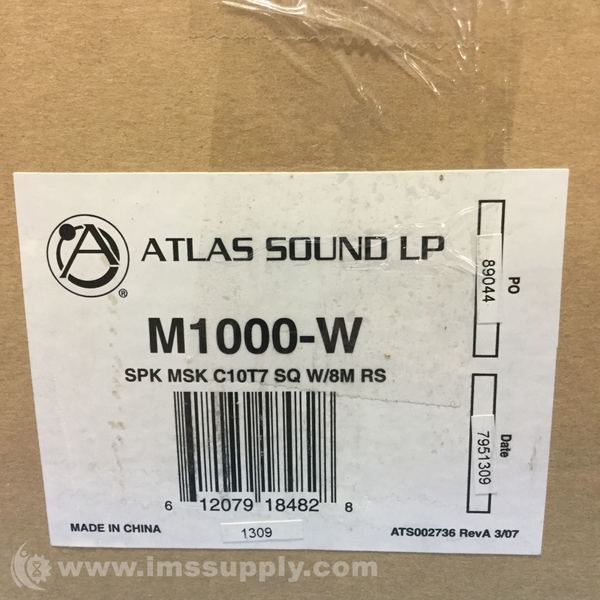 ATLAS SOUND LP
®
M1000-W
SPK MSK C10T7 SQ W/8M RS
6 12079 18482 8
MADE IN CHINA
1309
ATS002736 RevA 3/07
PO
89044
Date
7951309
www.imssupply.com